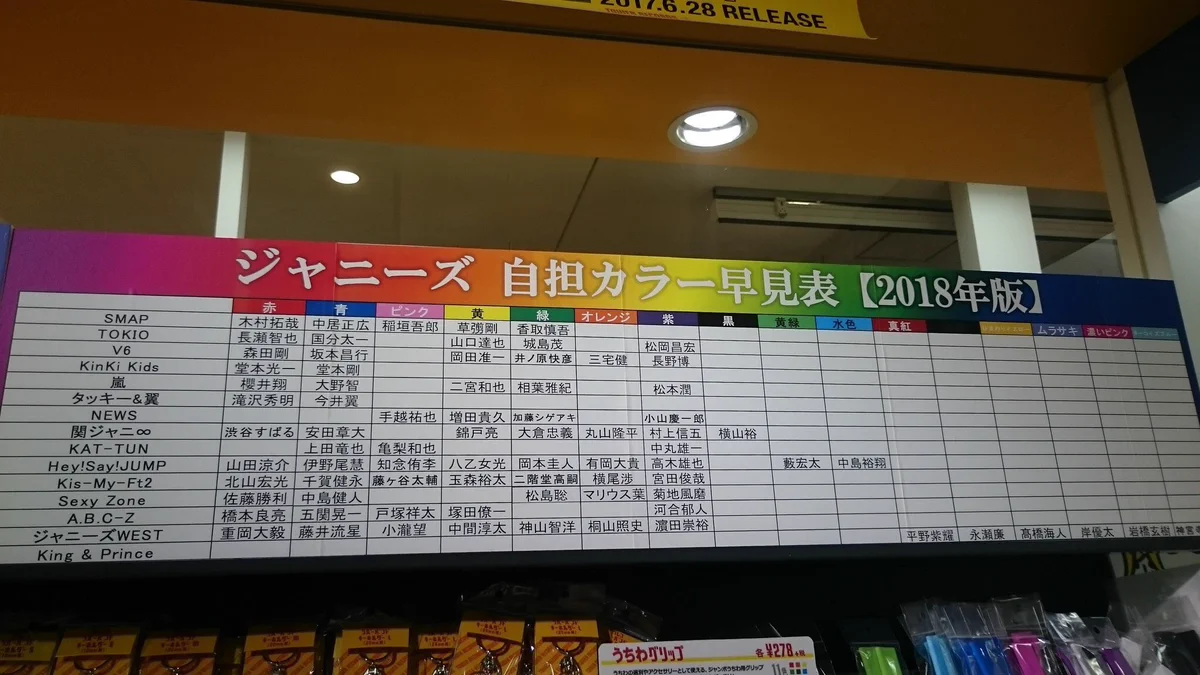 2017.6.28 RELEASE
ジャニーズ 自担カラー早見表【2018年版】
赤 青 ピンク 黄 緑 オレンジ 紫 黒 黄緑 水色 真紅 ムラサキ 濃いピンク
SMAP 木村拓哉 中居正広 稲垣吾郎 草彅剛 香取慎吾
TOKIO 長瀬智也 国分太一 山口達也 城島茂 松岡昌宏
V6 森田剛 坂本昌行 岡田准一 井ノ原快彦 三宅健 長野博
KinKi Kids 堂本光一 堂本剛
嵐 櫻井翔 大野智 二宮和也 相葉雅紀 松本潤
タッキー&翼 滝沢秀明 今井翼
NEWS 手越祐也 増田貴久 加藤シゲアキ 小山慶一郎
関ジャニ∞ 渋谷すばる 安田章大 錦戸亮 大倉忠義 丸山隆平 村上信五 横山裕
KAT-TUN 上田竜也 亀梨和也 中丸雄一
Hey!Say!JUMP 山田涼介 伊野尾慧 知念侑李 八乙女光 岡本圭人 有岡大貴 高木雄也 薮宏太 中島裕翔
Kis-My-Ft2 北山宏光 千賀健永 藤ヶ谷太輔 玉森裕太 二階堂高嗣 横尾渉 宮田俊哉
Sexy Zone 佐藤勝利 中島健人 松島聡 マリウス葉 菊地風磨
A.B.C-Z 橋本良亮 五関晃一 戸塚祥太 塚田僚一 河合郁人
ジャニーズWEST 重岡大毅 藤井流星 小瀧望 中間淳太 神山智洋 桐山照史 濵田崇裕
King & Prince 平野紫耀 永瀬廉 髙橋海人 岸優太 岩橋玄樹
うちわグリップ 各¥278